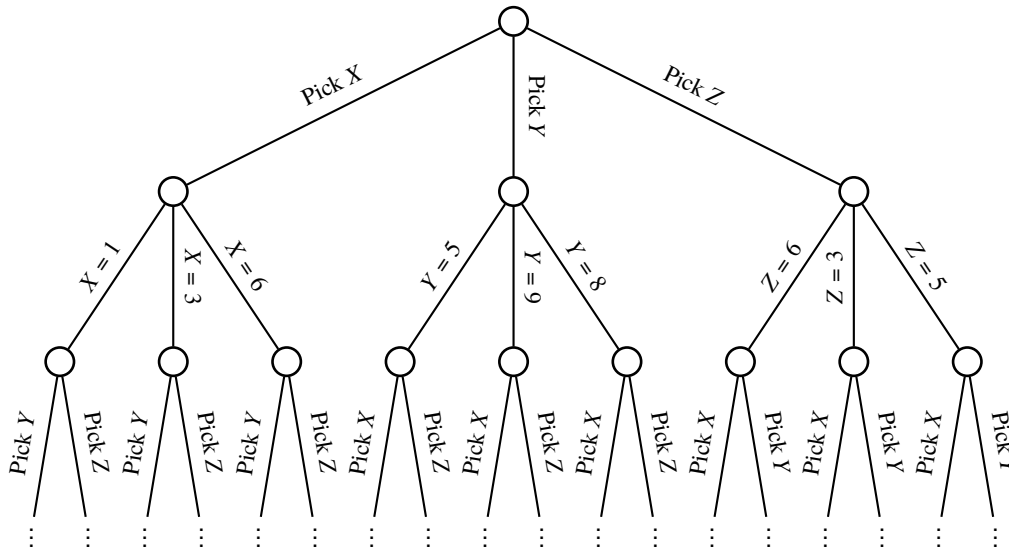 Pick X
Pick Y
Pick Z
X = 1
X = 3
X = 6
Y = 5
Y = 9
Y = 8
Z = 6
Z = 3
Z = 5
Pick Y
Pick Z
Pick Y
Pick Z
Pick Y
Pick Z
Pick X
Pick Z
Pick X
Pick Z
Pick X
Pick Z
Pick X
Pick Y
Pick X
Pick Y
Pick X
Pick Y
⋮ ⋮ ⋮ ⋮ ⋮ ⋮ ⋮ ⋮ ⋮ ⋮ ⋮ ⋮ ⋮ ⋮ ⋮ ⋮ ⋮ ⋮